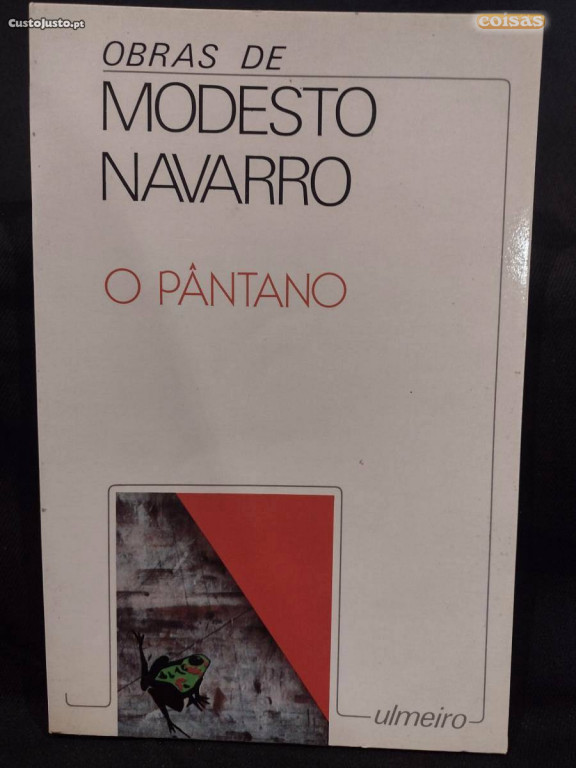 CustoJusto.pt
coisas
OBRAS DE
MODESTO
NAVARRO
O PÂNTANO
ulmeiro